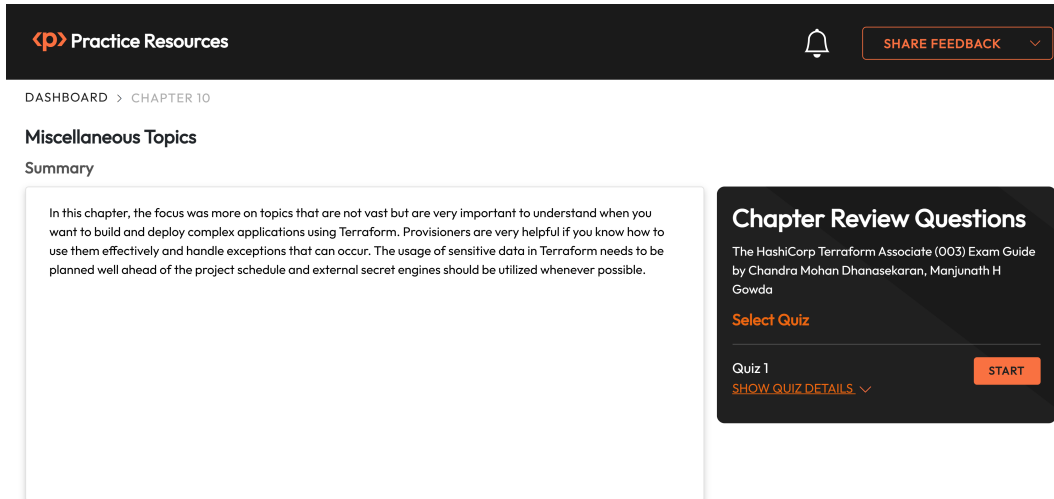 <p> Practice Resources
SHARE FEEDBACK
DASHBOARD > CHAPTER 10
Miscellaneous Topics
Summary
In this chapter, the focus was more on topics that are not vast but are very important to understand when you
want to build and deploy complex applications using Terraform. Provisioners are very helpful if you know how to
use them effectively and handle exceptions that can occur. The usage of sensitive data in Terraform needs to be
planned well ahead of the project schedule and external secret engines should be utilized whenever possible.
Chapter Review Questions
The HashiCorp Terraform Associate (003) Exam Guide
by Chandra Mohan Dhanasekaran, Manjunath H
Gowda
Select Quiz
Quiz 1
START
SHOW QUIZ DETAILS